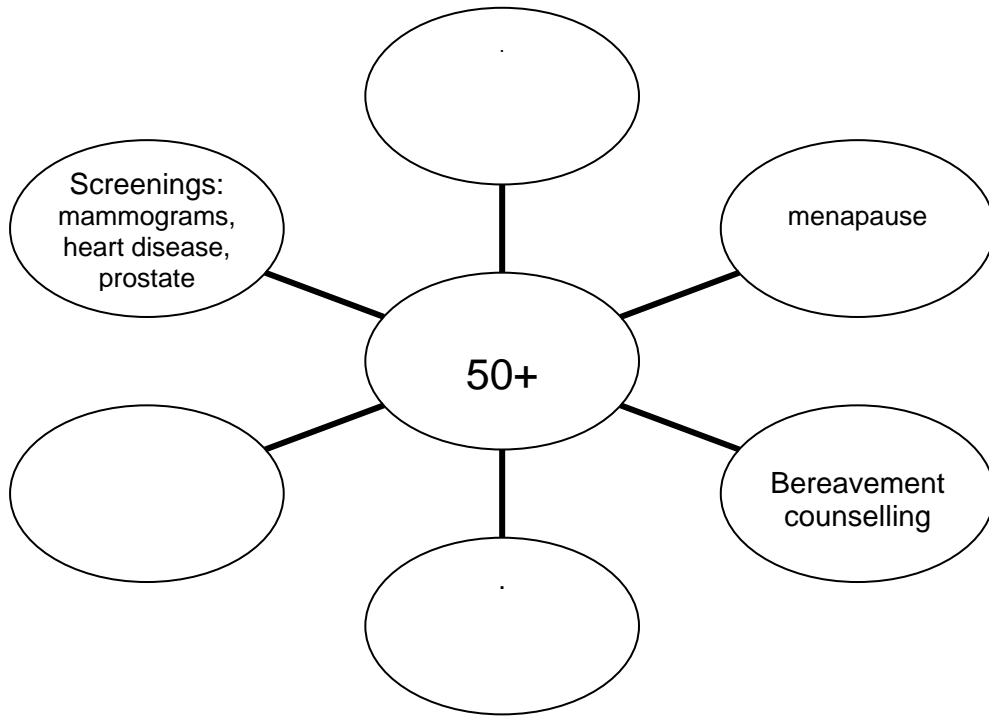 .
Screenings:
mammograms,
heart disease,
prostate
menapause
50+
Bereavement
counselling
.